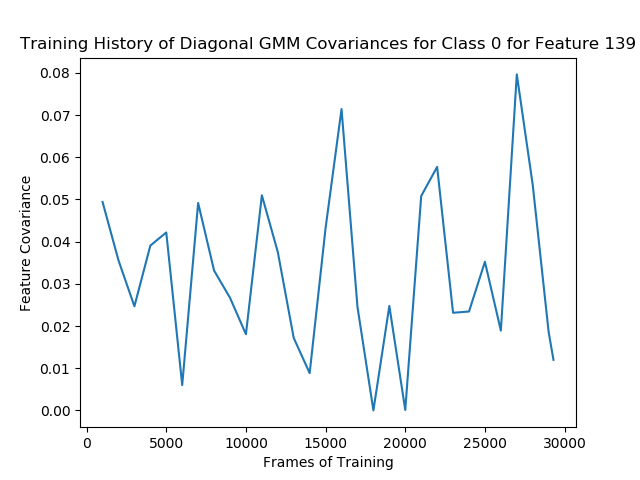 Training History of Diagonal GMM Covariances for Class 0 for Feature 139
0.08
0.07
0.06
0.05
0.04
0.03
0.02
0.01
0.00
Feature Covariance
0 5000 10000 15000 20000 25000 30000
Frames of Training